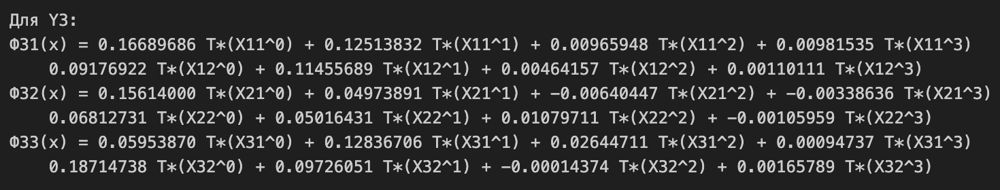 Для Y3:
Ф31(x) = 0.16689686 T*(X11^0) + 0.12513832 T*(X11^1) + 0.00965948 T*(X11^2) + 0.00981535 T*(X11^3)
0.09176922 T*(X12^0) + 0.11455689 T*(X12^1) + 0.00464157 T*(X12^2) + 0.00110111 T*(X12^3)
Ф32(x) = 0.15614000 T*(X21^0) + 0.04973891 T*(X21^1) + -0.00640447 T*(X21^2) + -0.00338636 T*(X21^3)
0.06812731 T*(X22^0) + 0.05016431 T*(X22^1) + 0.01079711 T*(X22^2) + -0.00105959 T*(X22^3)
Ф33(x) = 0.05953870 T*(X31^0) + 0.12836706 T*(X31^1) + 0.02644711 T*(X31^2) + 0.00094737 T*(X31^3)
0.18714738 T*(X32^0) + 0.09726051 T*(X32^1) + -0.00014374 T*(X32^2) + 0.00165789 T*(X32^3)